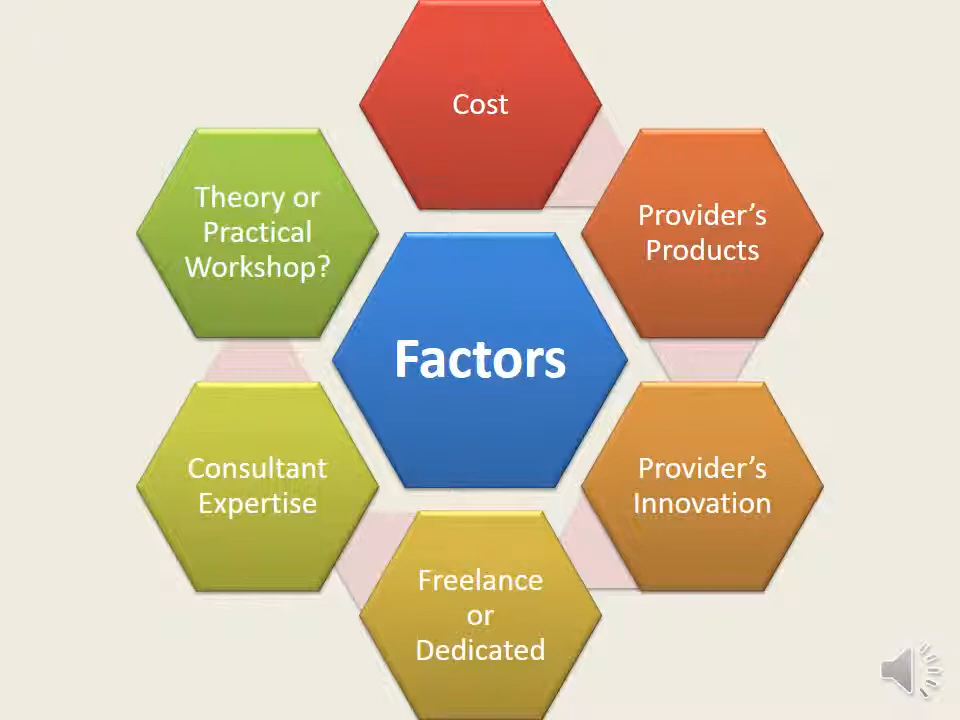 Cost
Provider’s
Products
Theory or
Practical
Workshop?
Factors
Provider’s
Innovation
Consultant
Expertise
Freelance
or
Dedicated